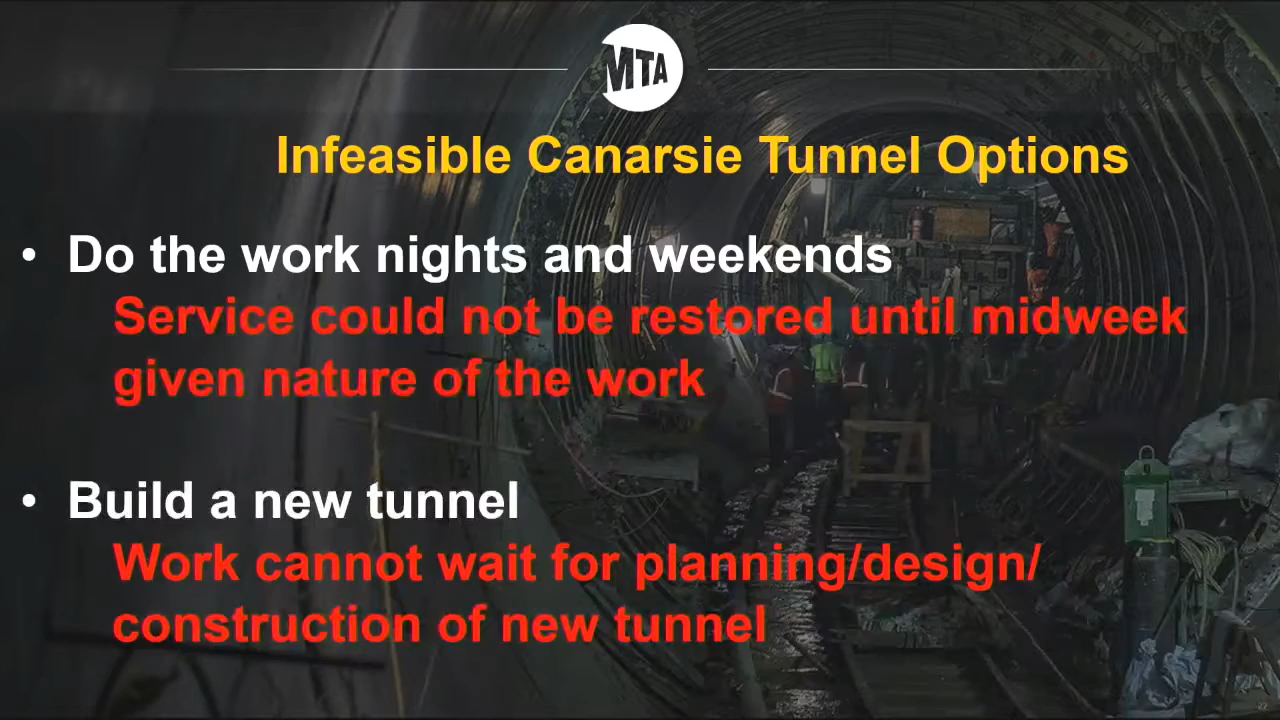 MTA
Infeasible Canarsie Tunnel Options
• Do the work nights and weekends
Service could not be restored until midweek
given nature of the work
• Build a new tunnel
Work cannot wait for planning/design/
construction of new tunnel